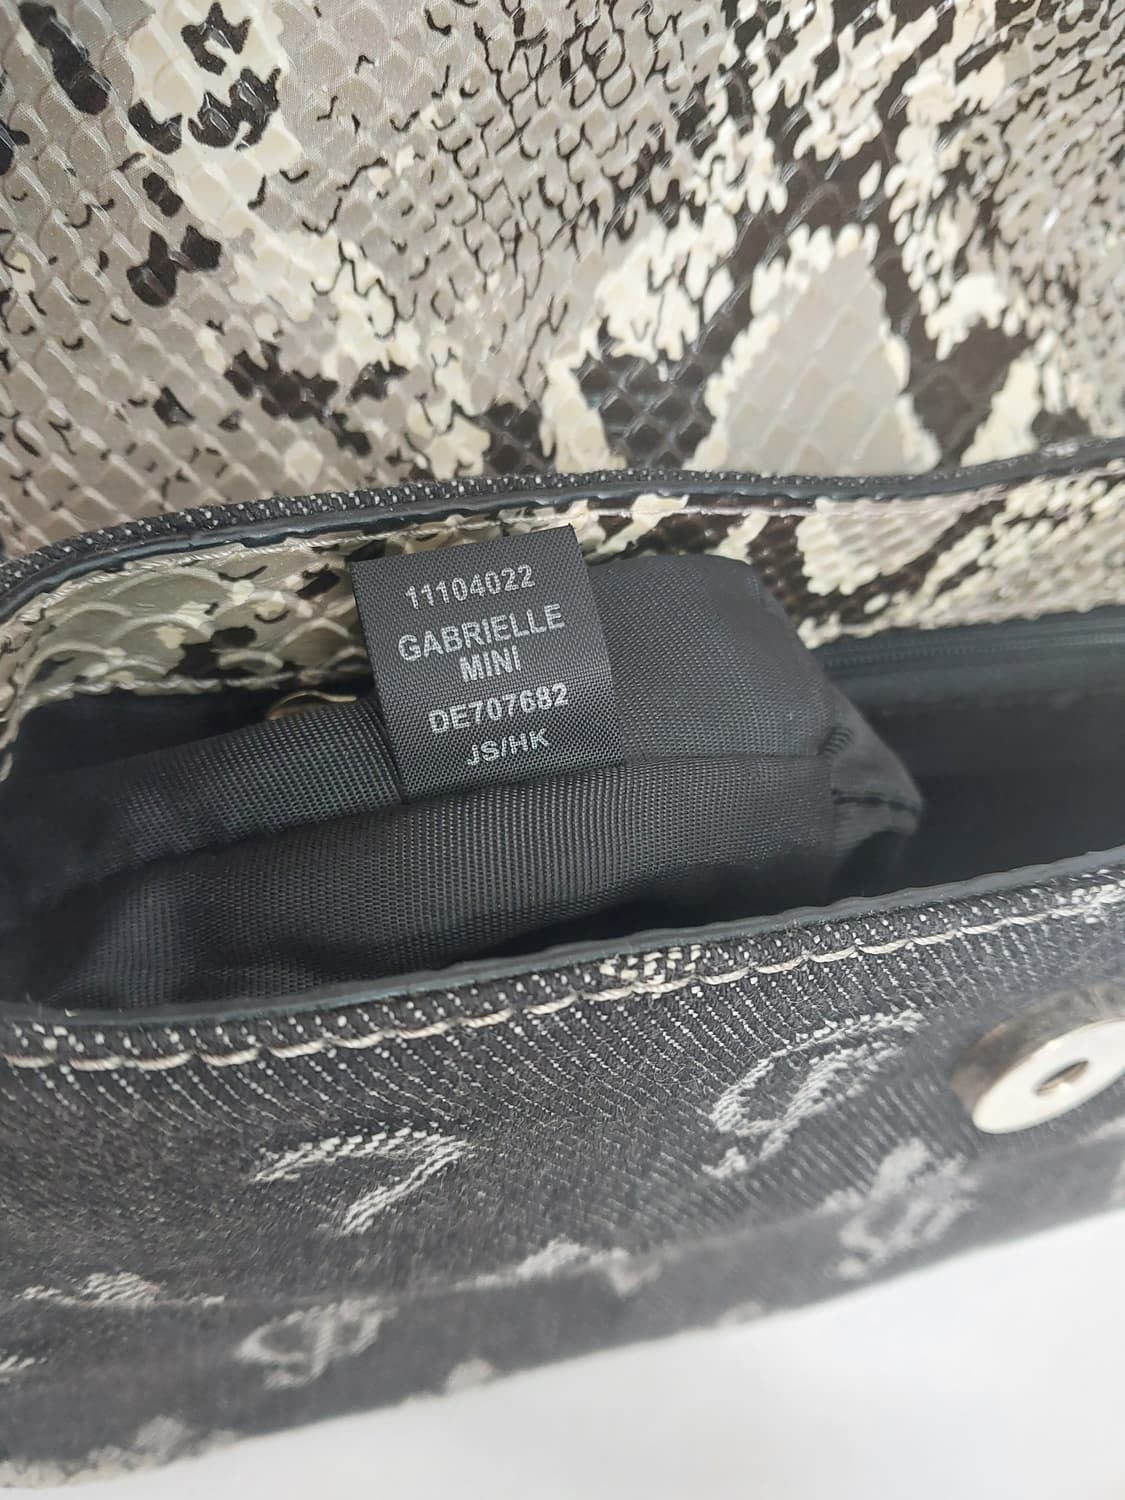 11104022
GABRIELLE
MINI
DE707682
JS/HK